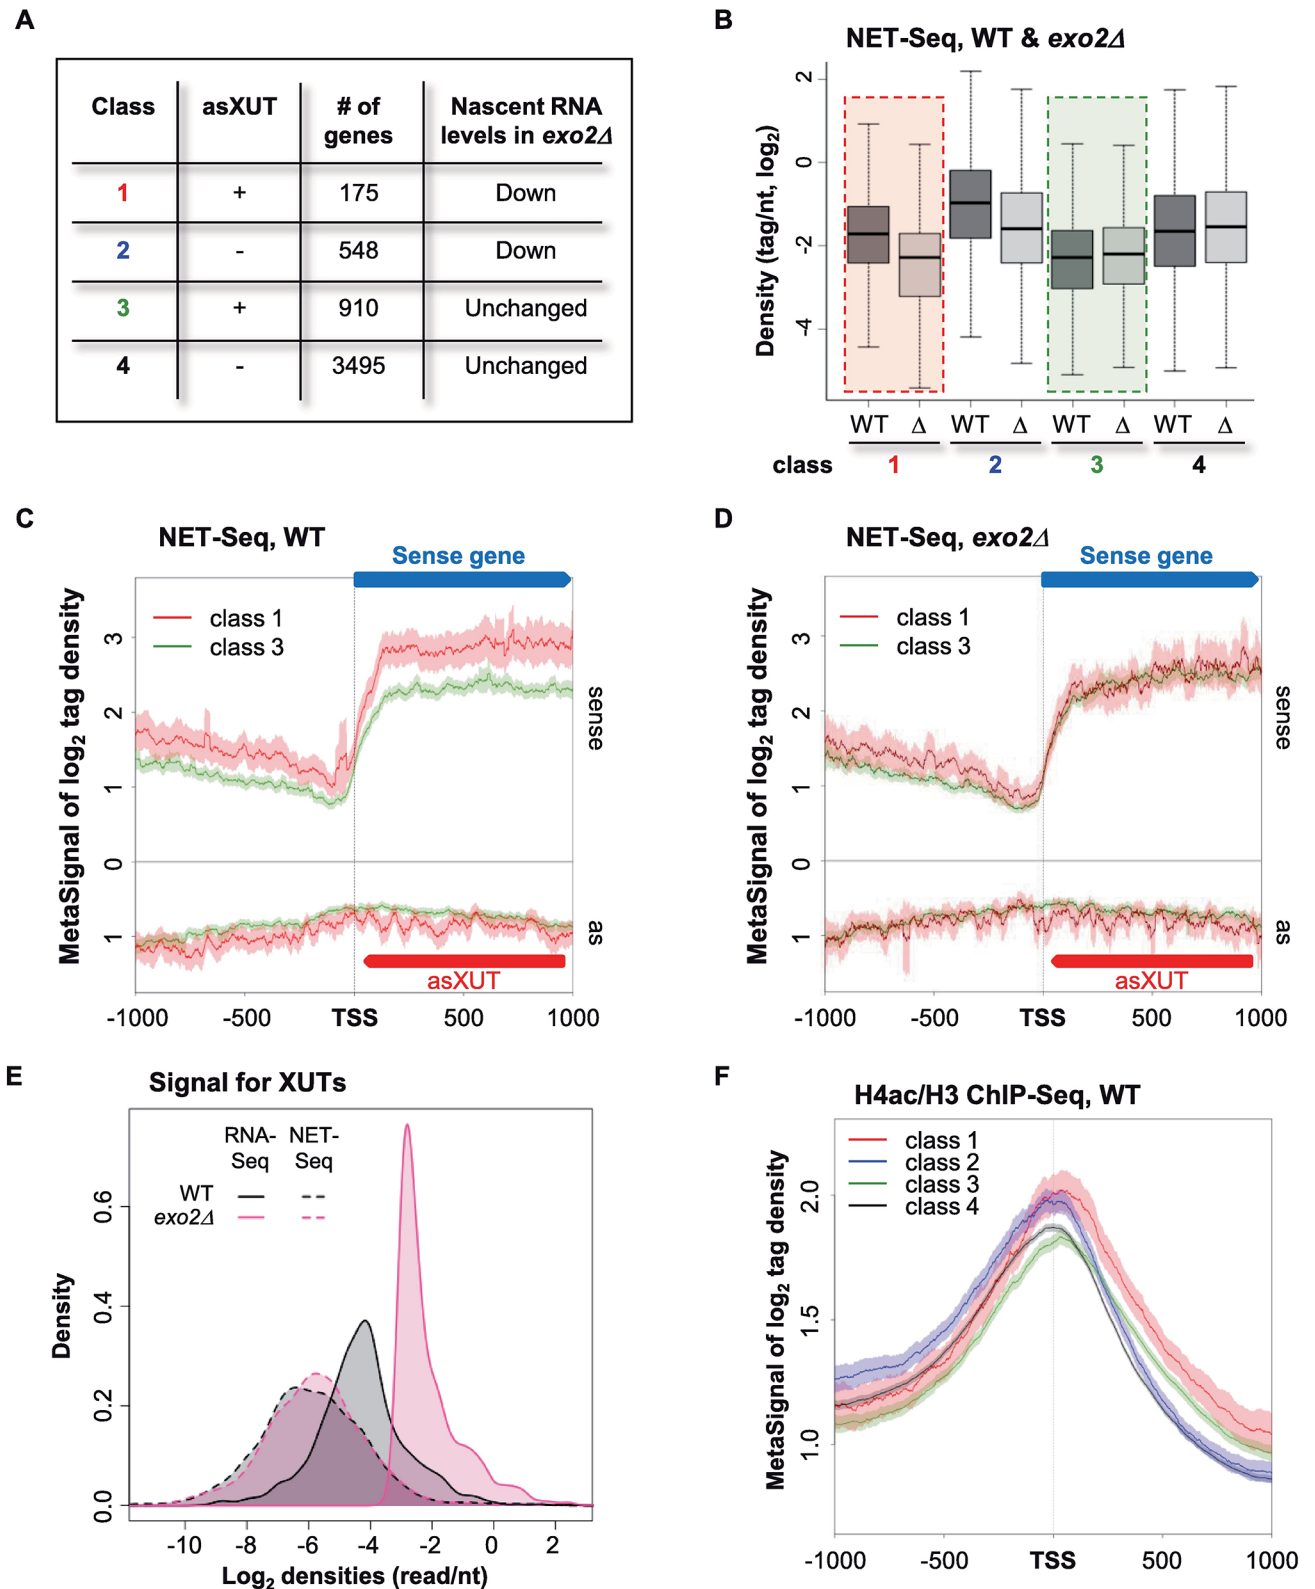 A
Class asXUT # of genes Nascent RNA levels in exo2Δ
1 + 175 Down
2 - 548 Down
3 + 910 Unchanged
4 - 3495 Unchanged
B
NET-Seq, WT & exo2Δ
Density (tag/nt, log2)
2
0
-2
-4
WT Δ WT Δ WT Δ WT Δ
class 1 2 3 4
C
NET-Seq, WT
Sense gene
class 1
class 3
MetaSignal of log2 tag density
3
2
1
0
1
sense
as
asXUT
-1000 -500 TSS 500 1000
D
NET-Seq, exo2Δ
Sense gene
class 1
class 3
MetaSignal of log2 tag density
3
2
1
0
1
sense
as
asXUT
-1000 -500 TSS 500 1000
E
Signal for XUTs
RNA-Seq NET-Seq
WT
exo2Δ
Density
0.6
0.4
0.2
0.0
-10 -8 -6 -4 -2 0 2
Log2 densities (read/nt)
F
H4ac/H3 ChIP-Seq, WT
class 1
class 2
class 3
class 4
MetaSignal of log2 tag density
2.0
1.5
1.0
-1000 -500 TSS 500 1000